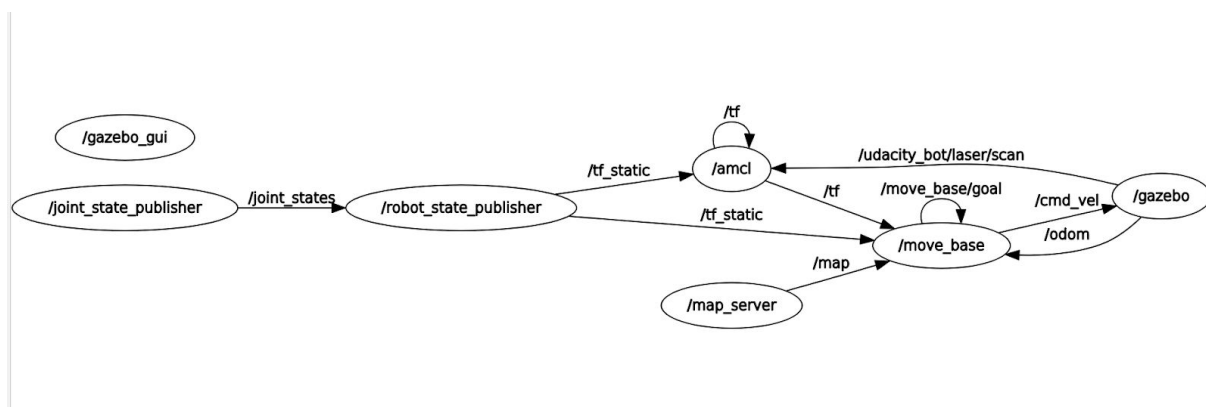 /tf
/gazebo_gui
/udacity_bot/laser/scan
/tf_static
/amcl
/move_base/goal
/tf
/cmd_vel
/gazebo
/joint_states
/joint_state_publisher
/robot_state_publisher
/tf_static
/odom
/move_base
/map
/map_server